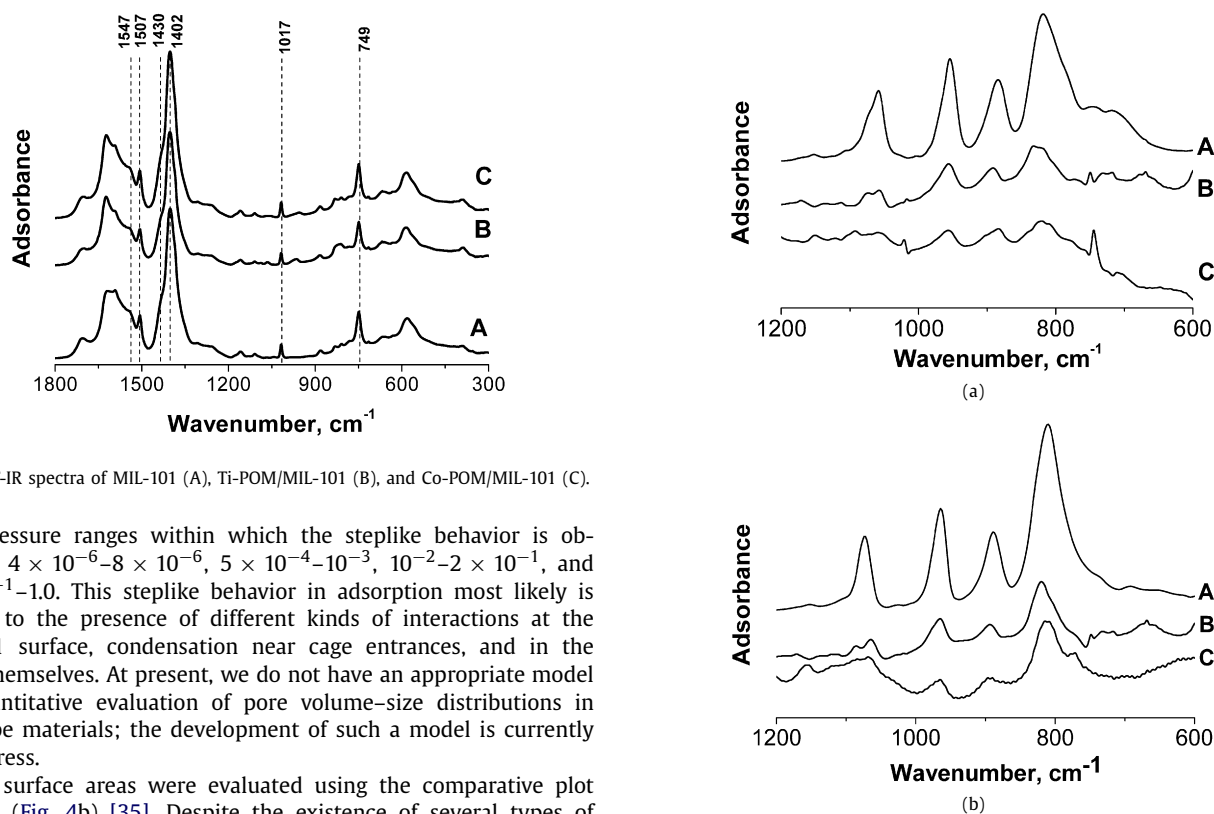 1547
1507
1430
1402
1017
749
Adsorbance
C
B
A
1800 1500 1200 900 600 300
Wavenumber, cm-1
-IR spectra of MIL-101 (A), Ti-POM/MIL-101 (B), and Co-POM/MIL-101 (C).
essure ranges within which the steplike behavior is ob-
4 × 10−6–8 × 10−6, 5 × 10−4–10−3, 10−2–2 × 10−1, and
−1–1.0. This steplike behavior in adsorption most likely is
to the presence of different kinds of interactions at the
surface, condensation near cage entrances, and in the
hemselves. At present, we do not have an appropriate model
antitative evaluation of pore volume–size distributions in
pe materials; the development of such a model is currently
ress.
surface areas were evaluated using the comparative plot
(Fig. 4b) [35]. Despite the existence of several types of
Adsorbance
A
B
C
1200 1000 800 600
Wavenumber, cm-1
(a)
Adsorbance
A
B
C
1200 1000 800 600
Wavenumber, cm-1
(b)